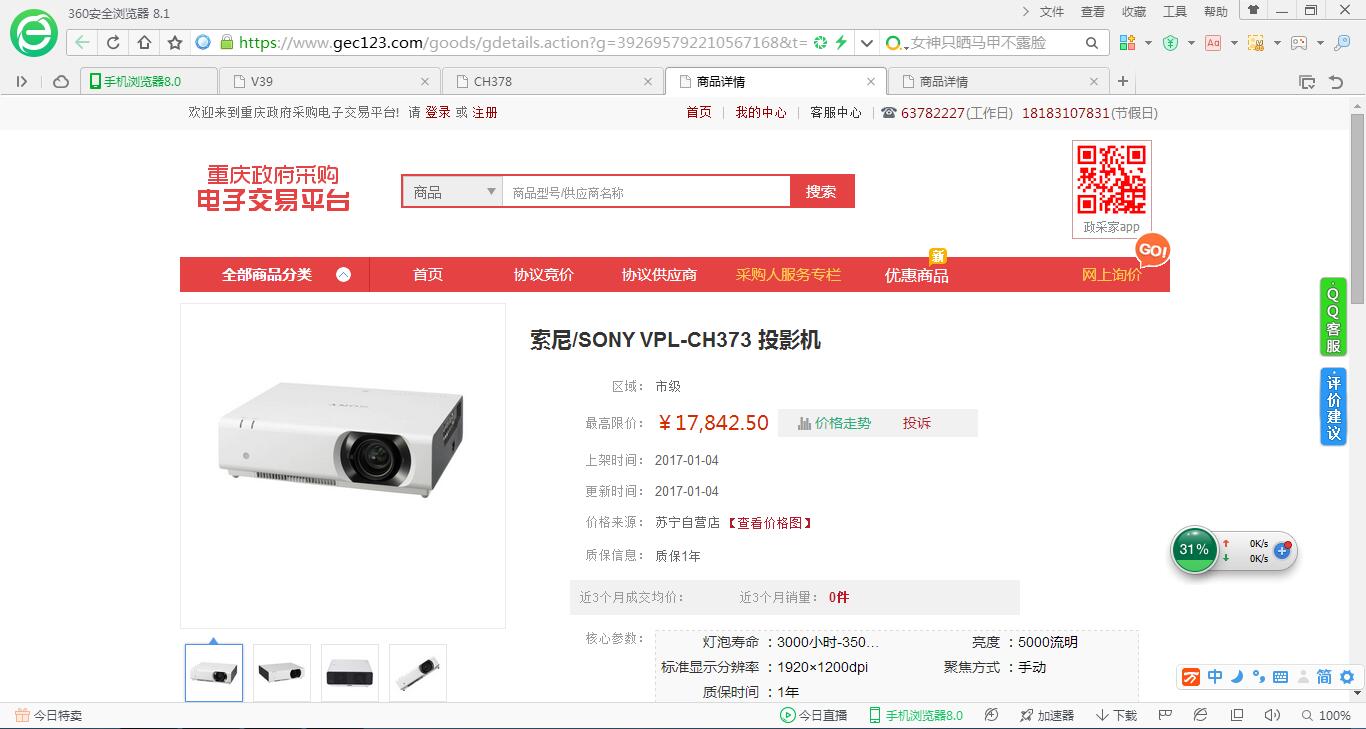 360安全浏览器 8.1
文件 查看 收藏 工具 帮助
https://www.gec123.com/goods/gdetails.action?g=392695792210567168&t=
女神只晒马甲不露脸
手机浏览器8.0 V39 CH378 商品详情 商品详情
欢迎来到重庆政府采购电子交易平台! 请 登录 或 注册
首页 我的中心 客服中心 63782227(工作日) 18183107831(节假日)
重庆政府采购
电子交易平台
商品 商品型号/供应商名称 搜索
政采家app
GO!
新
全部商品分类 首页 协议竞价 协议供应商 采购人服务专栏 优惠商品 网上询价
索尼/SONY VPL-CH373 投影机
区域: 市级
最高限价: ¥17,842.50 价格走势 投诉
上架时间: 2017-01-04
更新时间: 2017-01-04
价格来源: 苏宁自营店 【查看价格图】
质保信息: 质保1年
近3个月成交均价: 近3个月销量: 0件
核心参数:
灯泡寿命 : 3000小时-350... 亮度 : 5000流明
标准显示分辨率 : 1920×1200dpi 聚焦方式 : 手动
质保时间 : 1年
QQ客服
评价建议
31% 0K/s
0K/s
中 简
今日特卖 今日直播 手机浏览器8.0 加速器 下载 100%